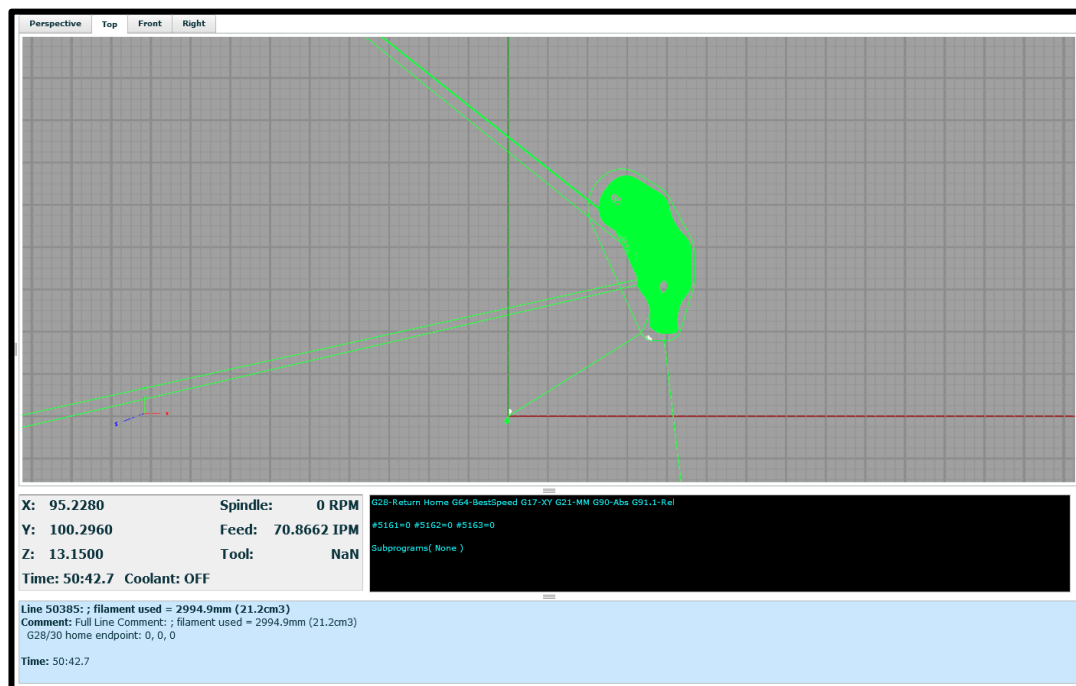 Perspective Top Front Right
X: 95.2280 Spindle: 0 RPM
Y: 100.2960 Feed: 70.8662 IPM
Z: 13.1500 Tool: NaN
Time: 50:42.7 Coolant: OFF
G28-Return Home G64-BestSpeed G17-XY G21-MM G90-Abs G91.1-Rel
#5161=0 #5162=0 #5163=0
Subprograms( None )
Line 50385: ; filament used = 2994.9mm (21.2cm3)
Comment: Full Line Comment: ; filament used = 2994.9mm (21.2cm3)
G28/30 home endpoint: 0, 0, 0
Time: 50:42.7